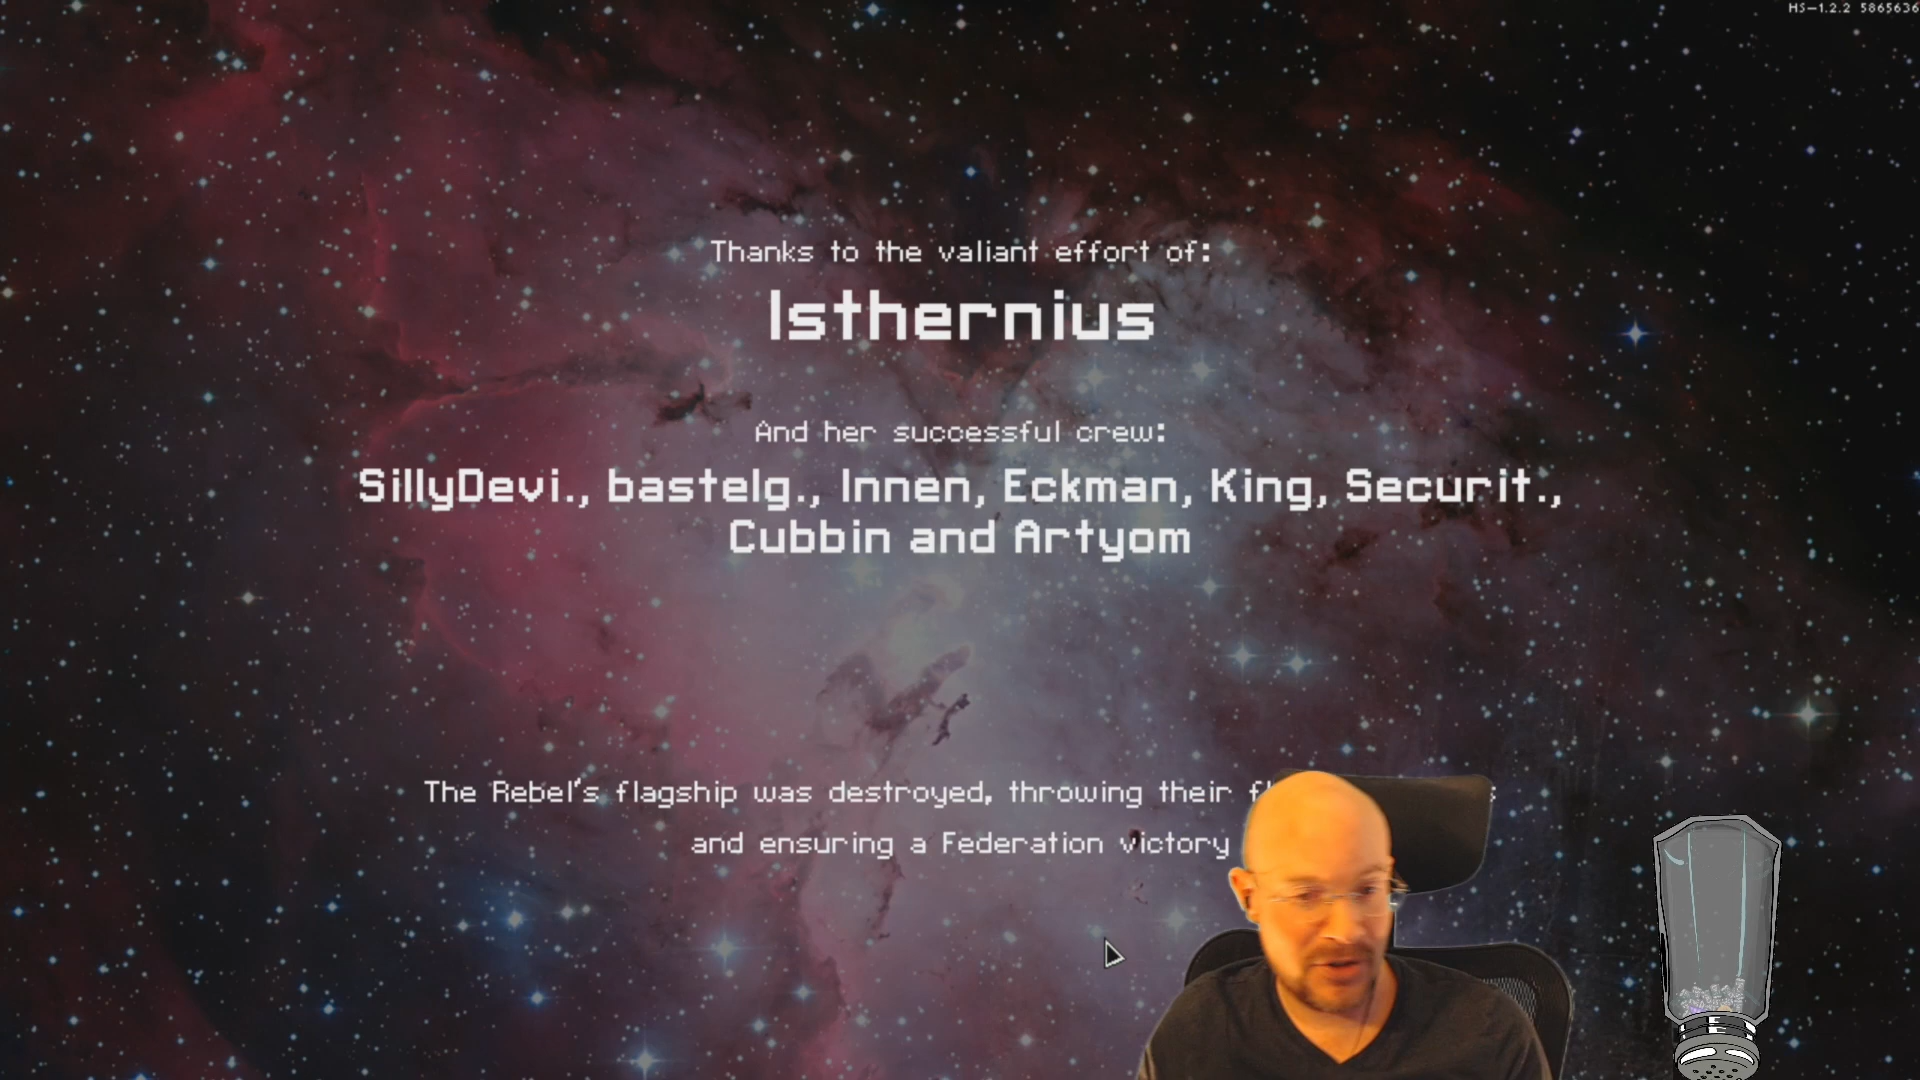 HS-1.2.2 5865636
Thanks to the valiant effort of:
Isthernius
And her successful crew:
SillyDevi., bastelg., Innen, Eckman, King, Securit.,
Cubbin and Artyom
The Rebel's flagship was destroyed, throwing their
and ensuring a Federation victory